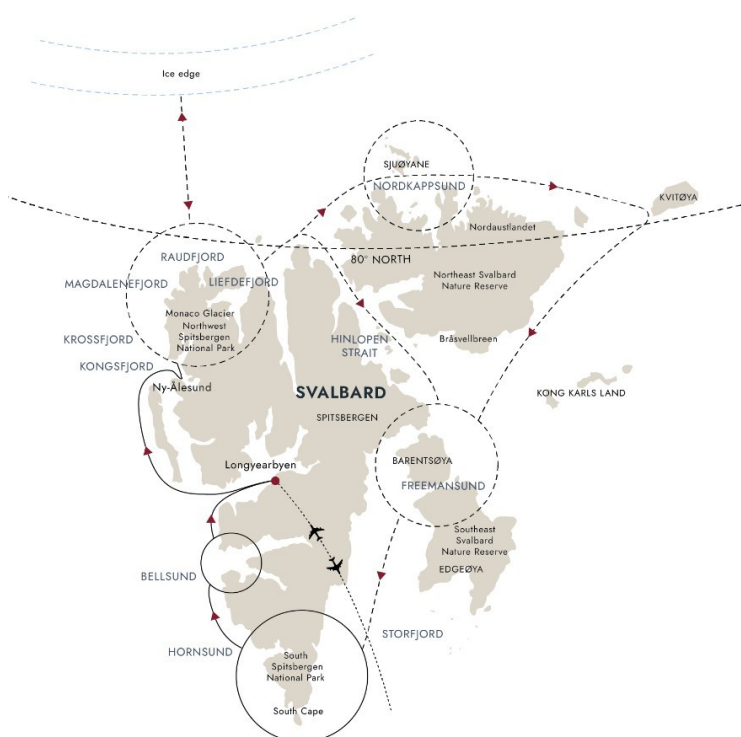 Ice edge
SJUØYANE
NORDKAPPSUND
KVITØYA
Nordaustlandet
RAUDFJORD
80° NORTH
MAGDALENEFJORD
LIEFDEFJORD
Northeast Svalbard
Nature Reserve
Monaco Glacier
Northwest
Spitsbergen
National Park
KROSSFJORD
HINLOPEN
STRAIT
Bråsvellbreen
KONGSFJORD
Ny-Ålesund
SVALBARD
KONG KARLS LAND
SPITSBERGEN
Longyearbyen
BARENTSØYA
FREEMANSUND
Southeast
Svalbard
Nature Reserve
EDGEØYA
BELLSUND
STORFJORD
HORNSUND
South
Spitsbergen
National Park
South Cape